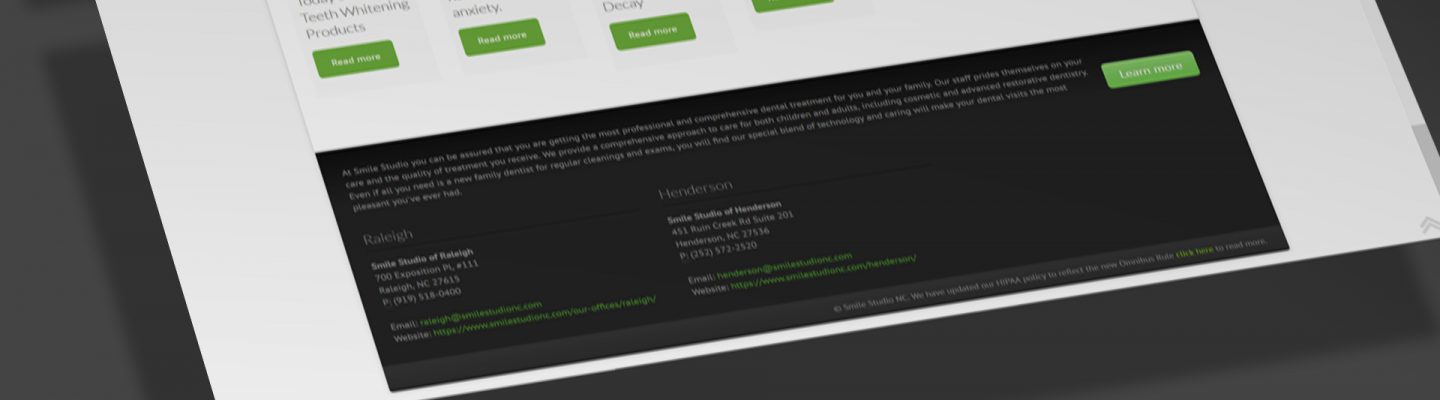 Teeth Whitening
Products
Read more
anxiety.
Read more
Decay
Read more
At Smile Studio you can be assured that you are getting the most professional and comprehensive dental treatment for you and your family. Our staff prides themselves on your
care and the quality of treatment you receive. We provide a comprehensive approach to care for both children and adults, including cosmetic and advanced restorative dentistry.
Even if all you need is a new family dentist for regular cleanings and exams, you will find our special blend of technology and caring will make your dental visits the most
pleasant you've ever had.
Learn more
Raleigh
Smile Studio of Raleigh
700 Exposition Pl, #111
Raleigh, NC 27615
P: (919) 518-0400
Email: raleigh@smilestudionc.com
Website: https://www.smilestudionc.com/our-offices/raleigh/
Henderson
Smile Studio of Henderson
451 Ruin Creek Rd Suite 201
Henderson, NC 27536
P: (252) 572-2520
Email: henderson@smilestudionc.com
Website: https://www.smilestudionc.com/henderson/
© Smile Studio NC. We have updated our HIPAA policy to reflect the new Omnibus Rule click here to read more.